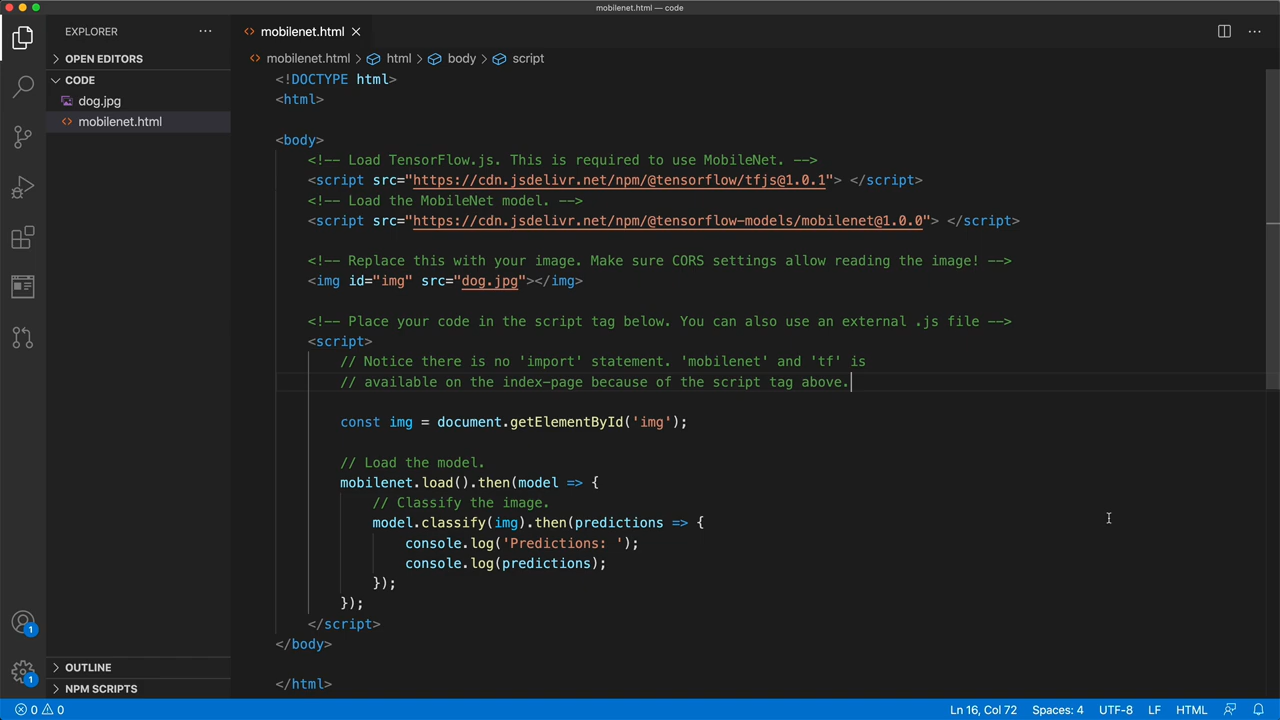 mobilenet.html — code
EXPLORER
OPEN EDITORS
CODE
dog.jpg
mobilenet.html
OUTLINE
NPM SCRIPTS
1
1
mobilenet.html
mobilenet.html > html > body > script
<!DOCTYPE html>
<html>
<body>
<!-- Load TensorFlow.js. This is required to use MobileNet. -->
<script src="https://cdn.jsdelivr.net/npm/@tensorflow/tfjs@1.0.1"> </script>
<!-- Load the MobileNet model. -->
<script src="https://cdn.jsdelivr.net/npm/@tensorflow-models/mobilenet@1.0.0"> </script>
<!-- Replace this with your image. Make sure CORS settings allow reading the image! -->
<img id="img" src="dog.jpg"></img>
<!-- Place your code in the script tag below. You can also use an external .js file -->
<script>
// Notice there is no 'import' statement. 'mobilenet' and 'tf' is
// available on the index-page because of the script tag above.
const img = document.getElementById('img');
// Load the model.
mobilenet.load().then(model => {
// Classify the image.
model.classify(img).then(predictions => {
console.log('Predictions: ');
console.log(predictions);
});
});
</script>
</body>
</html>
0 0
Ln 16, Col 72 Spaces: 4 UTF-8 LF HTML